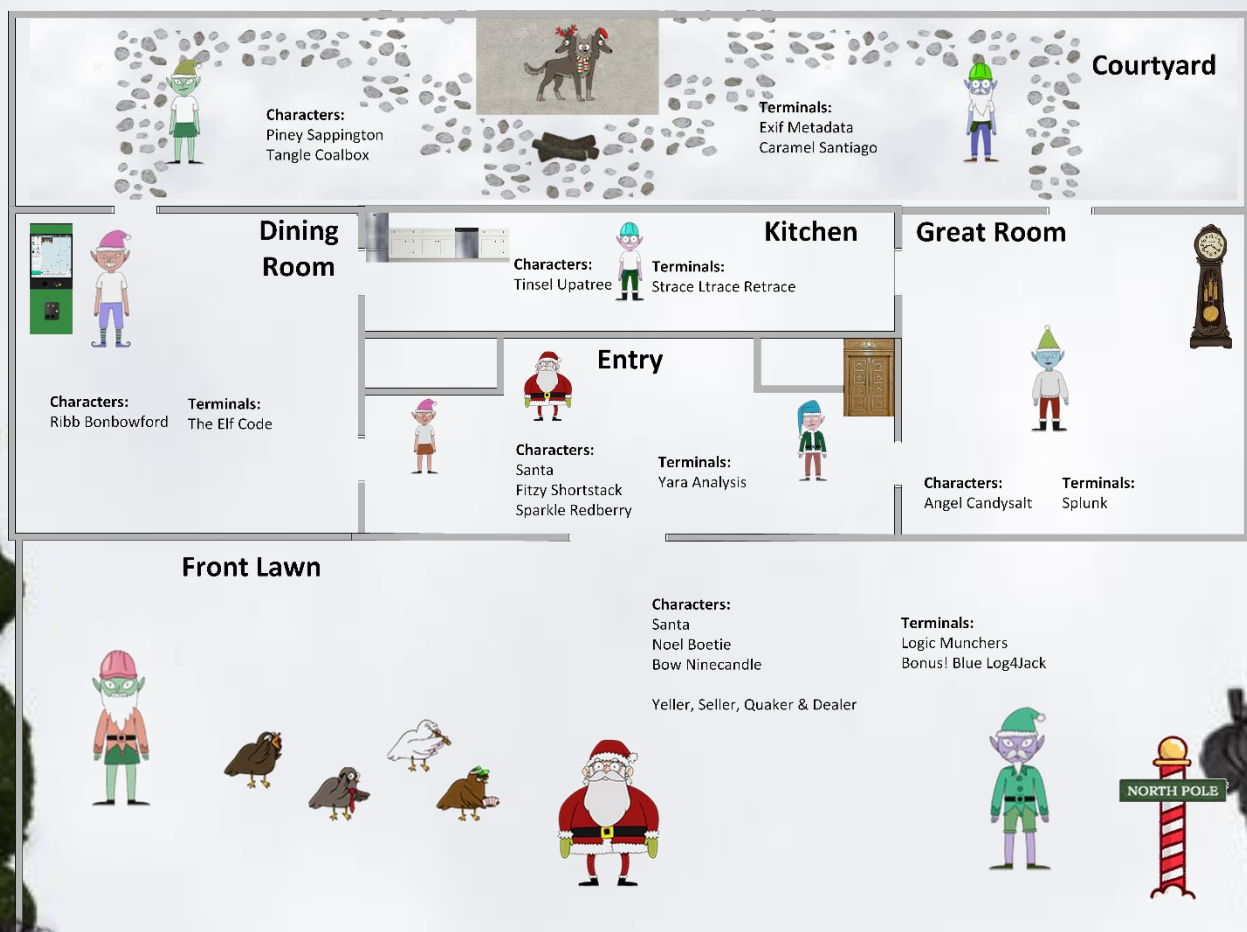 Courtyard
Characters:
Piney Sappington
Tangle Coalbox
Terminals:
Exif Metadata
Caramel Santiago
Dining
Room
Characters:
Ribb Bonbowford
Terminals:
The Elf Code
Kitchen
Characters:
Tinsel Upatree
Terminals:
Strace Ltrace Retrace
Great Room
Characters:
Angel Candysalt
Terminals:
Splunk
Entry
Characters:
Santa
Fitzy Shortstack
Sparkle Redberry
Terminals:
Yara Analysis
Front Lawn
Characters:
Santa
Noel Boetie
Bow Ninecandle
Yeller, Seller, Quaker & Dealer
Terminals:
Logic Munchers
Bonus! Blue Log4Jack
NORTH POLE